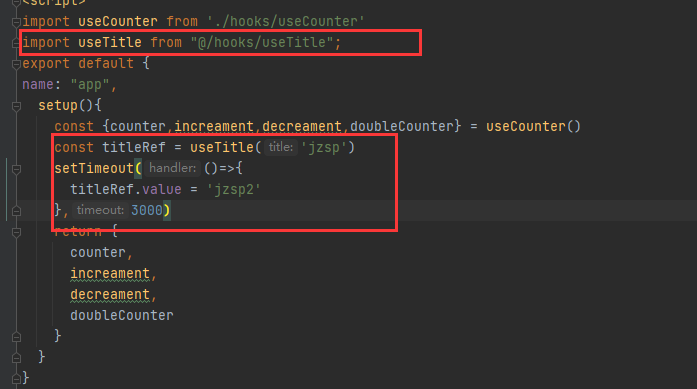 <script>
import useCounter from './hooks/useCounter'
import useTitle from "@/hooks/useTitle";
export default {
name: "app",
setup(){
const {counter,increament,decreament,doubleCounter} = useCounter()
const titleRef = useTitle( title: 'jzsp')
setTimeout( handler: ()=>{
titleRef.value = 'jzsp2'
}, timeout: 3000)
return {
counter,
increament,
decreament,
doubleCounter
}
}
}